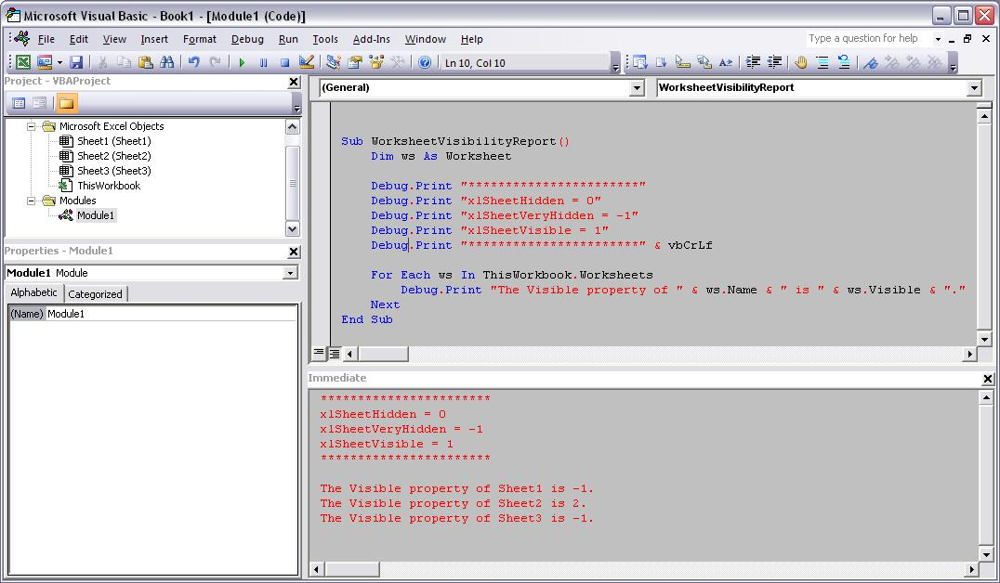 Microsoft Visual Basic - Book1 - [Module1 (Code)]
File Edit View Insert Format Debug Run Tools Add-Ins Window Help
Type a question for help
Ln 10, Col 10
Project - VBAProject
Microsoft Excel Objects
Sheet1 (Sheet1)
Sheet2 (Sheet2)
Sheet3 (Sheet3)
ThisWorkbook
Modules
Module1
Properties - Module1
Module1 Module
Alphabetic Categorized
(Name) Module1
(General) WorksheetVisibilityReport
Sub WorksheetVisibilityReport()
Dim ws As Worksheet
Debug.Print "***********************"
Debug.Print "xlSheetHidden = 0"
Debug.Print "xlSheetVeryHidden = -1"
Debug.Print "xlSheetVisible = 1"
Debug.Print "***********************" & vbCrLf
For Each ws In ThisWorkbook.Worksheets
Debug.Print "The Visible property of " & ws.Name & " is " & ws.Visible & "."
Next
End Sub
Immediate
***********************
xlSheetHidden = 0
xlSheetVeryHidden = -1
xlSheetVisible = 1
***********************
The Visible property of Sheet1 is -1.
The Visible property of Sheet2 is 2.
The Visible property of Sheet3 is -1.